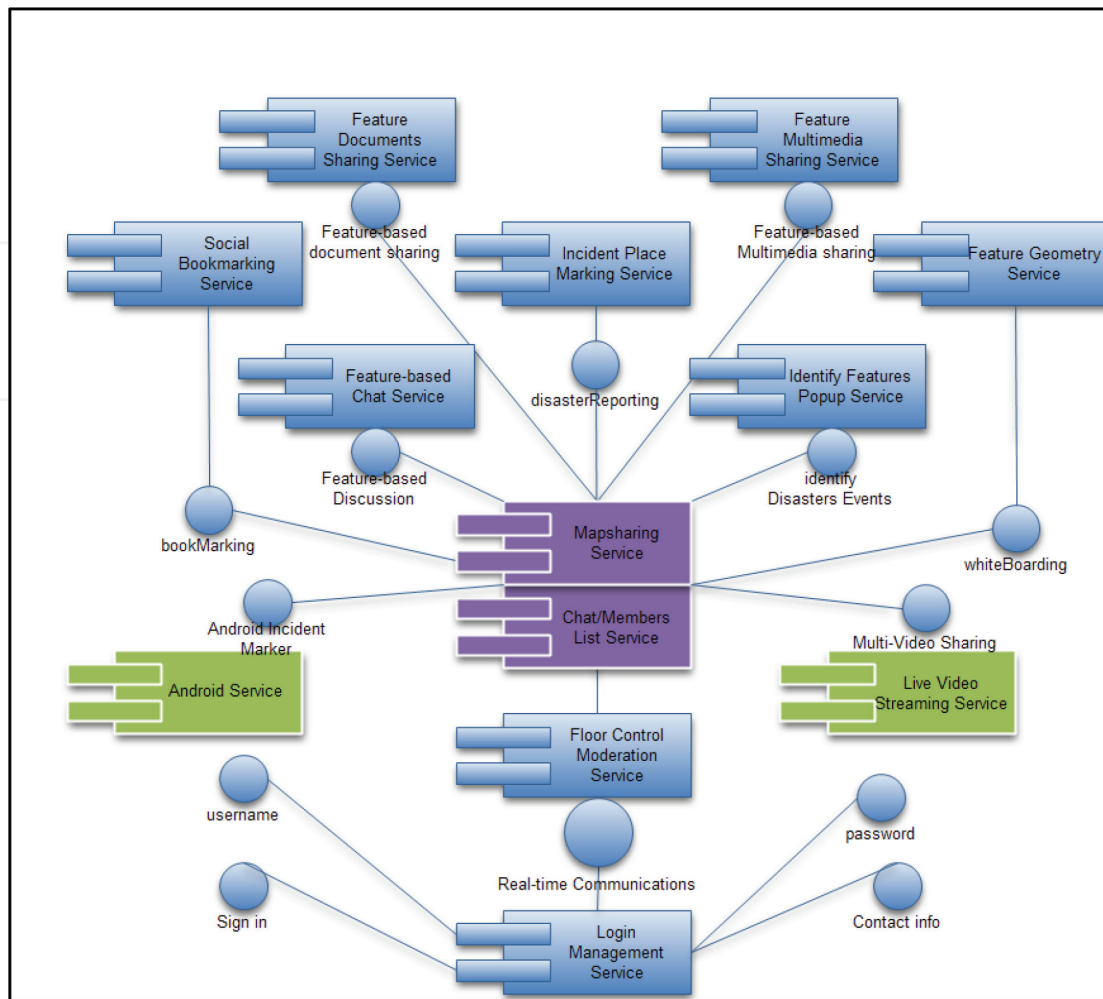 Feature
Documents
Sharing Service
Feature
Multimedia
Sharing Service
Feature-based
document sharing
Feature-based
Multimedia sharing
Social
Bookmarking
Service
Incident Place
Marking Service
Feature Geometry
Service
Feature-based
Chat Service
disasterReporting
Identify Features
Popup Service
Feature-based
Discussion
identify
Disasters Events
bookMarking
Mapsharing
Service
whiteBoarding
Chat/Members
List Service
Android Incident
Marker
Multi-Video Sharing
Android Service
Live Video
Streaming Service
Floor Control
Moderation
Service
username
password
Real-time Communications
Sign in
Contact info
Login
Management
Service